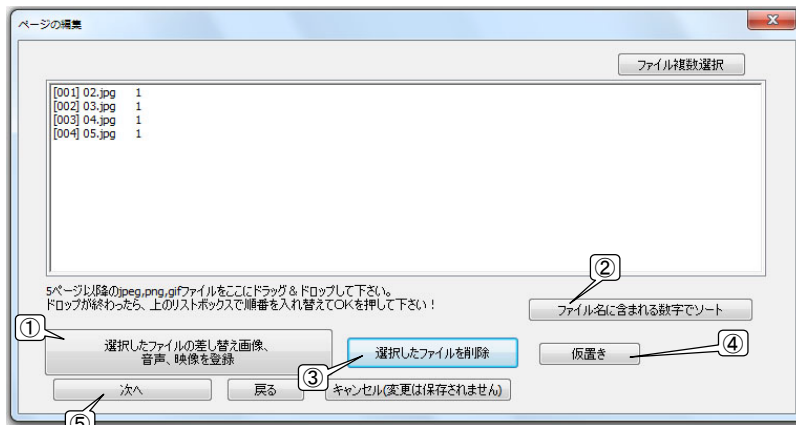 ページの編集
ファイル複数選択
[001] 02.jpg 1
[002] 03.jpg 1
[003] 04.jpg 1
[004] 05.jpg 1
②
5ページ以降のjpeg,png,gifファイルをここにドラッグ＆ドロップして下さい。
ドロップが終わったら、上のリストボックスで順番を入れ替えてOKを押して下さい！
ファイル名に含まれる数字でソート
①
選択したファイルの差し替え画像、
音声、映像を登録
選択したファイルを削除
仮置き
④
③
次へ
戻る
キャンセル(変更は保存されません)
⑤